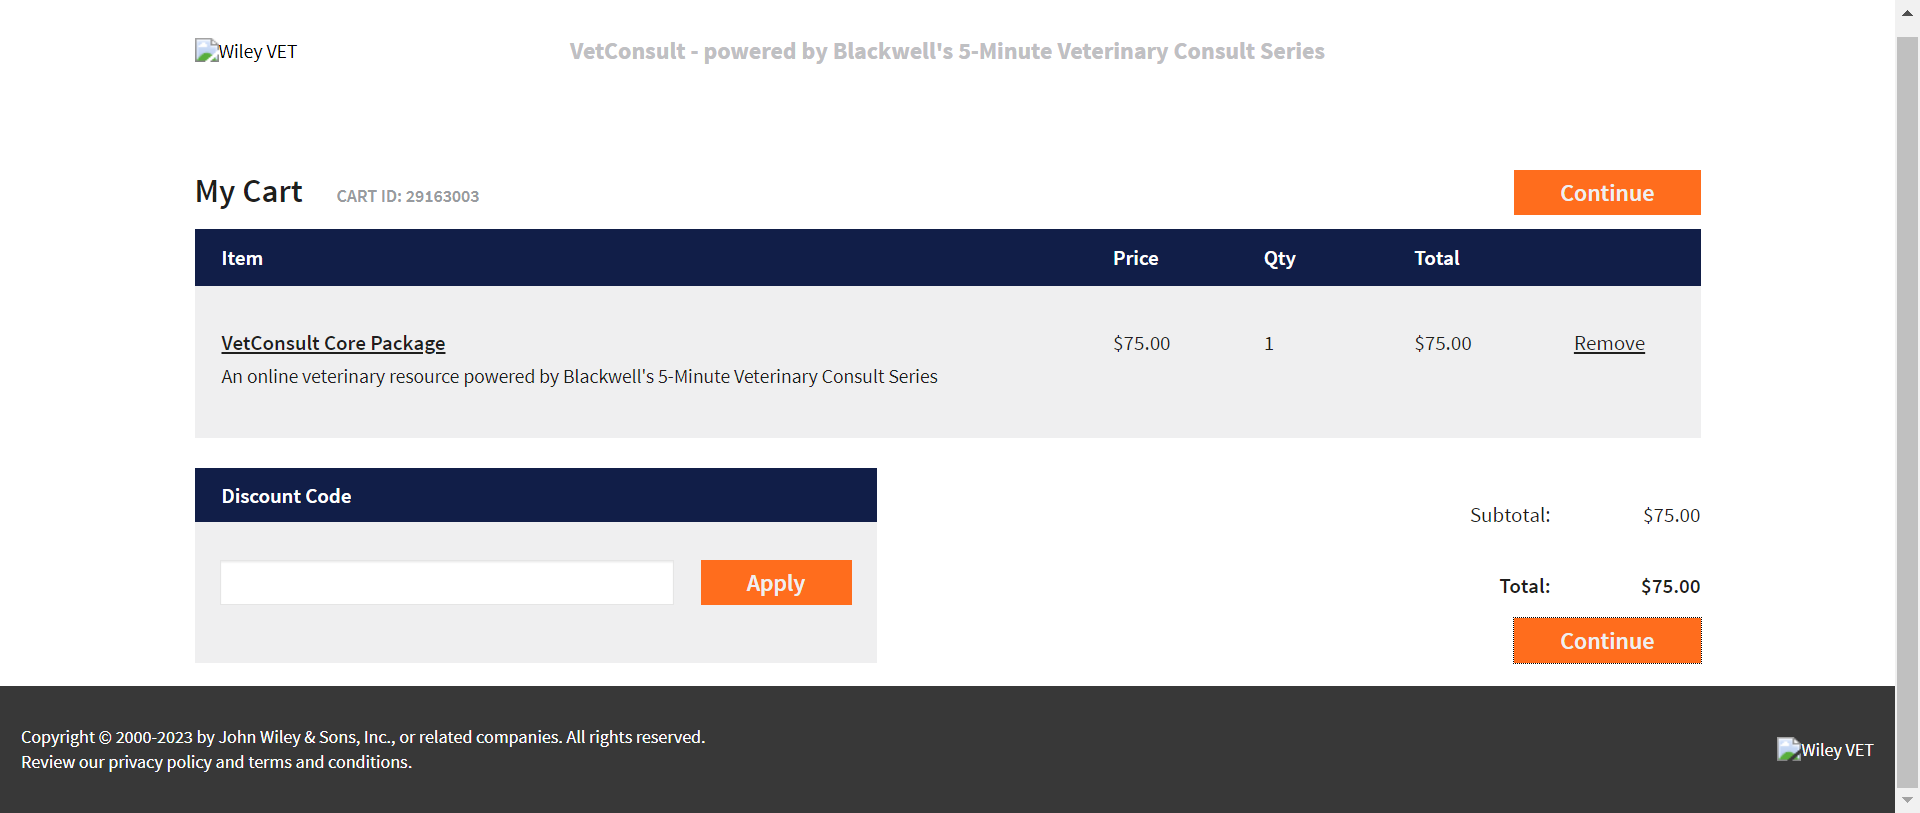 Wiley VET
VetConsult - powered by Blackwell's 5-Minute Veterinary Consult Series
My Cart CART ID: 29163003
Continue
Item Price Qty Total
VetConsult Core Package $75.00 1 $75.00 Remove
An online veterinary resource powered by Blackwell's 5-Minute Veterinary Consult Series
Discount Code
Apply
Subtotal: $75.00
Total: $75.00
Continue
Copyright © 2000-2023 by John Wiley & Sons, Inc., or related companies. All rights reserved.
Review our privacy policy and terms and conditions.
Wiley VET